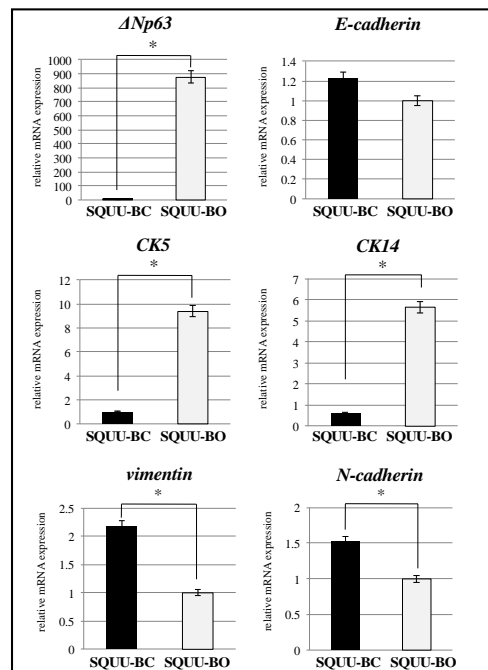 ΔNp63
*
relative mRNA expression
1000
900
800
700
600
500
400
300
200
100
0
SQUU-BC SQUU-BO
E-cadherin
relative mRNA expression
1.4
1.2
1
0.8
0.6
0.4
0.2
0
SQUU-BC SQUU-BO
CK5
*
relative mRNA expression
12
10
8
6
4
2
0
SQUU-BC SQUU-BO
CK14
*
relative mRNA expression
7
6
5
4
3
2
1
0
SQUU-BC SQUU-BO
vimentin
*
relative mRNA expression
2.5
2
1.5
1
0.5
0
SQUU-BC SQUU-BO
N-cadherin
*
relative mRNA expression
2
1.5
1
0.5
0
SQUU-BC SQUU-BO